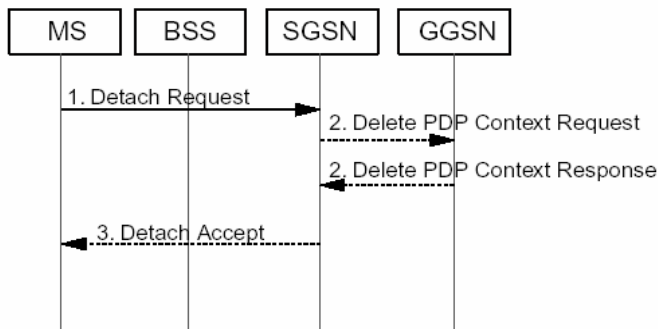 MS
BSS
SGSN
GGSN
1. Detach Request
2. Delete PDP Context Request
2. Delete PDP Context Response
3. Detach Accept